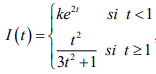 I(t) = { ke^{2t} si t < 1
t^2 / (3t^2 + 1) si t ≥ 1 ,